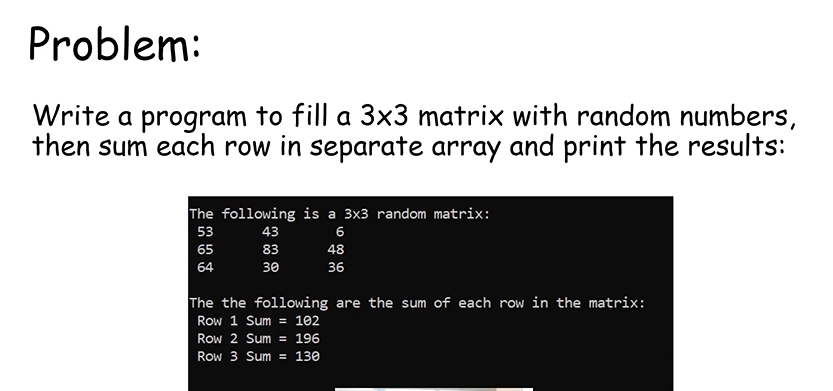 Problem:
Write a program to fill a 3x3 matrix with random numbers,
then sum each row in separate array and print the results:
The following is a 3x3 random matrix:
53 43 6
65 83 48
64 30 36
The the following are the sum of each row in the matrix:
Row 1 Sum = 102
Row 2 Sum = 196
Row 3 Sum = 130